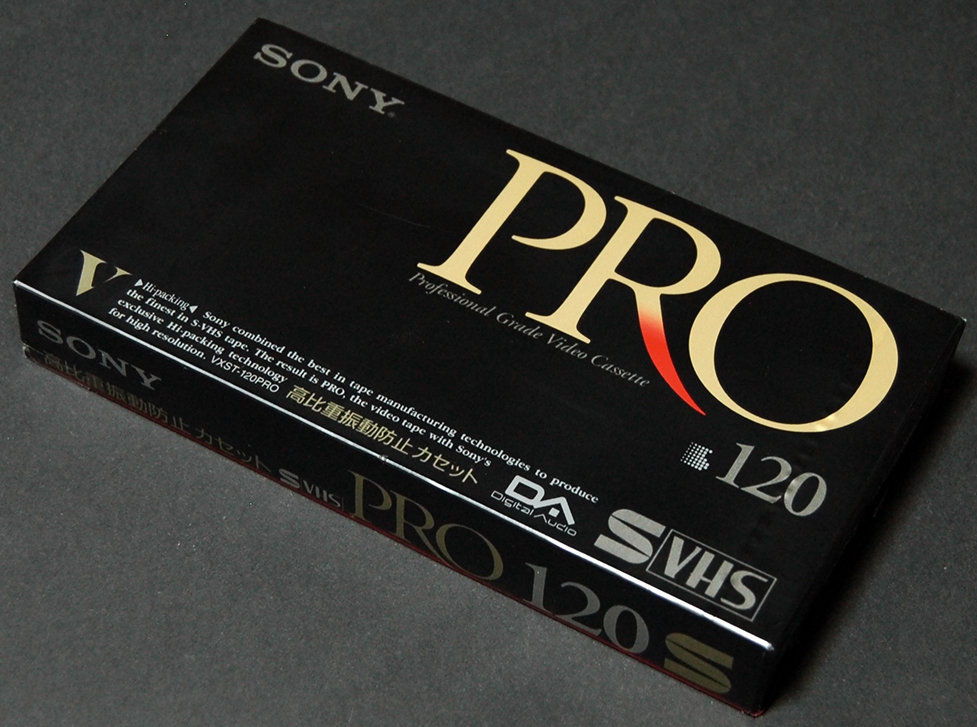 SONY
PRO
Professional Grade Video Cassette
120
V
▶Hi-packing◀ Sony combined the best in tape manufacturing technologies to produce
the finest in S-VHS tape. The result is PRO, the video tape with Sony's
exclusive Hi-packing technology
for high resolution. VXST-120PRO
高比重振動防止カセット
DA
Digital Audio
S VHS
SONY
高比重振動防止カセット
S VHS
PRO 120 S